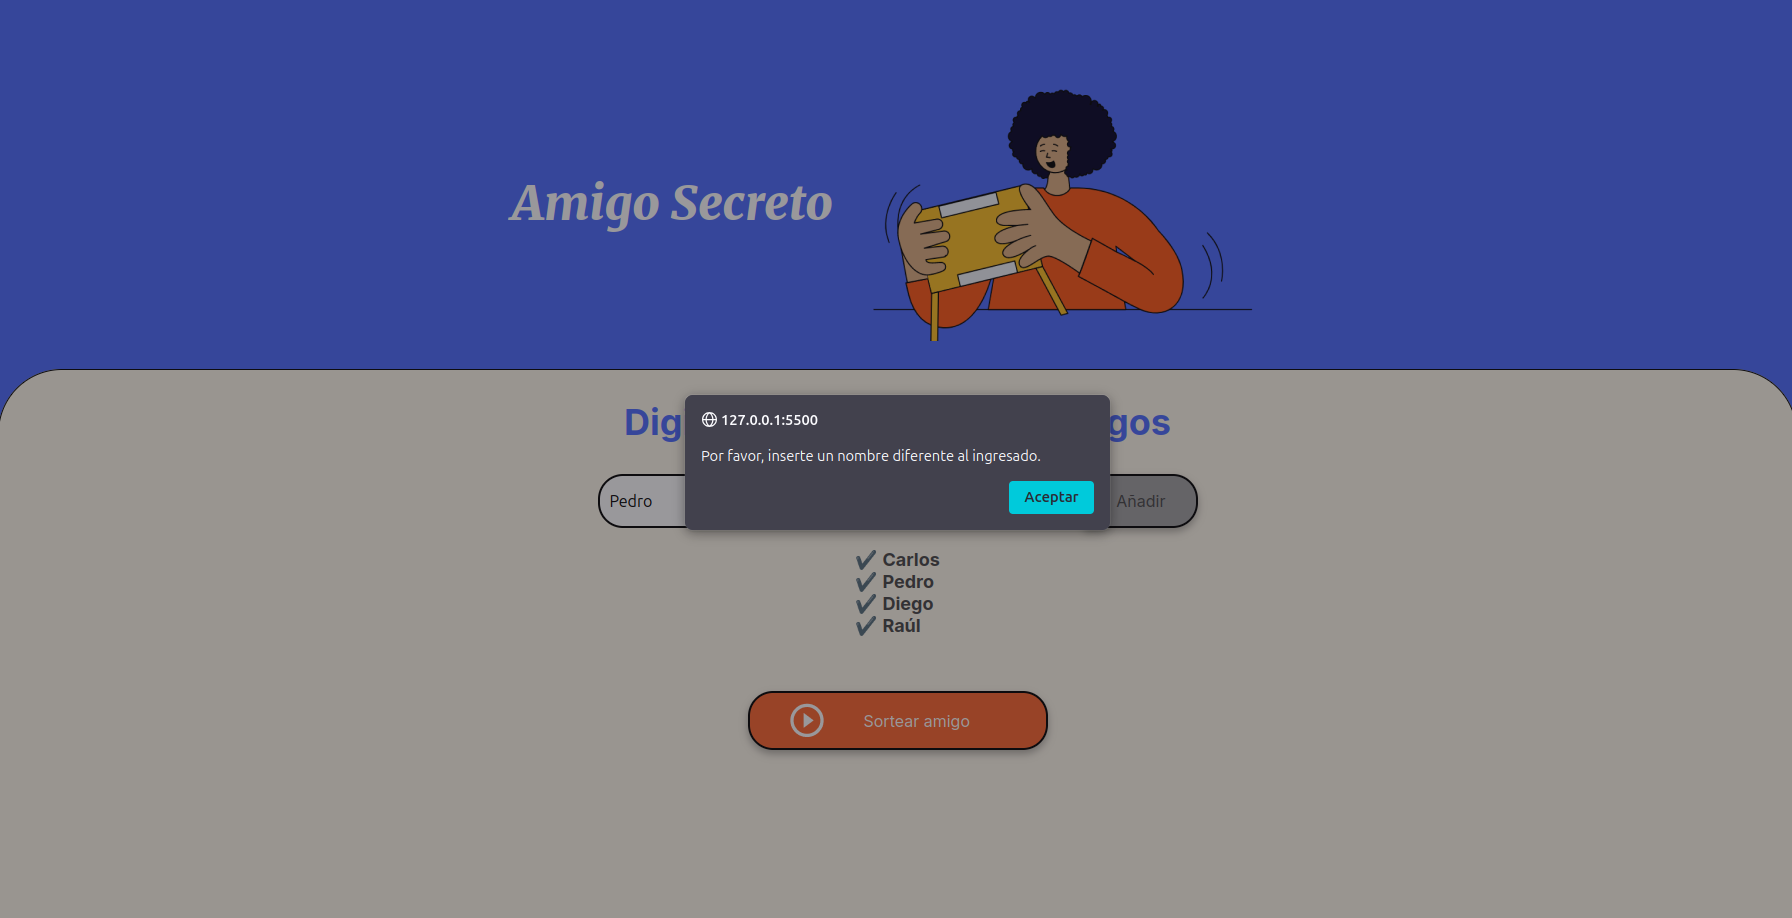 Amigo Secreto
Dig
gos
127.0.0.1:5500
Por favor, inserte un nombre diferente al ingresado.
Aceptar
Pedro
Añadir
Carlos
Pedro
Diego
Raúl
Sortear amigo